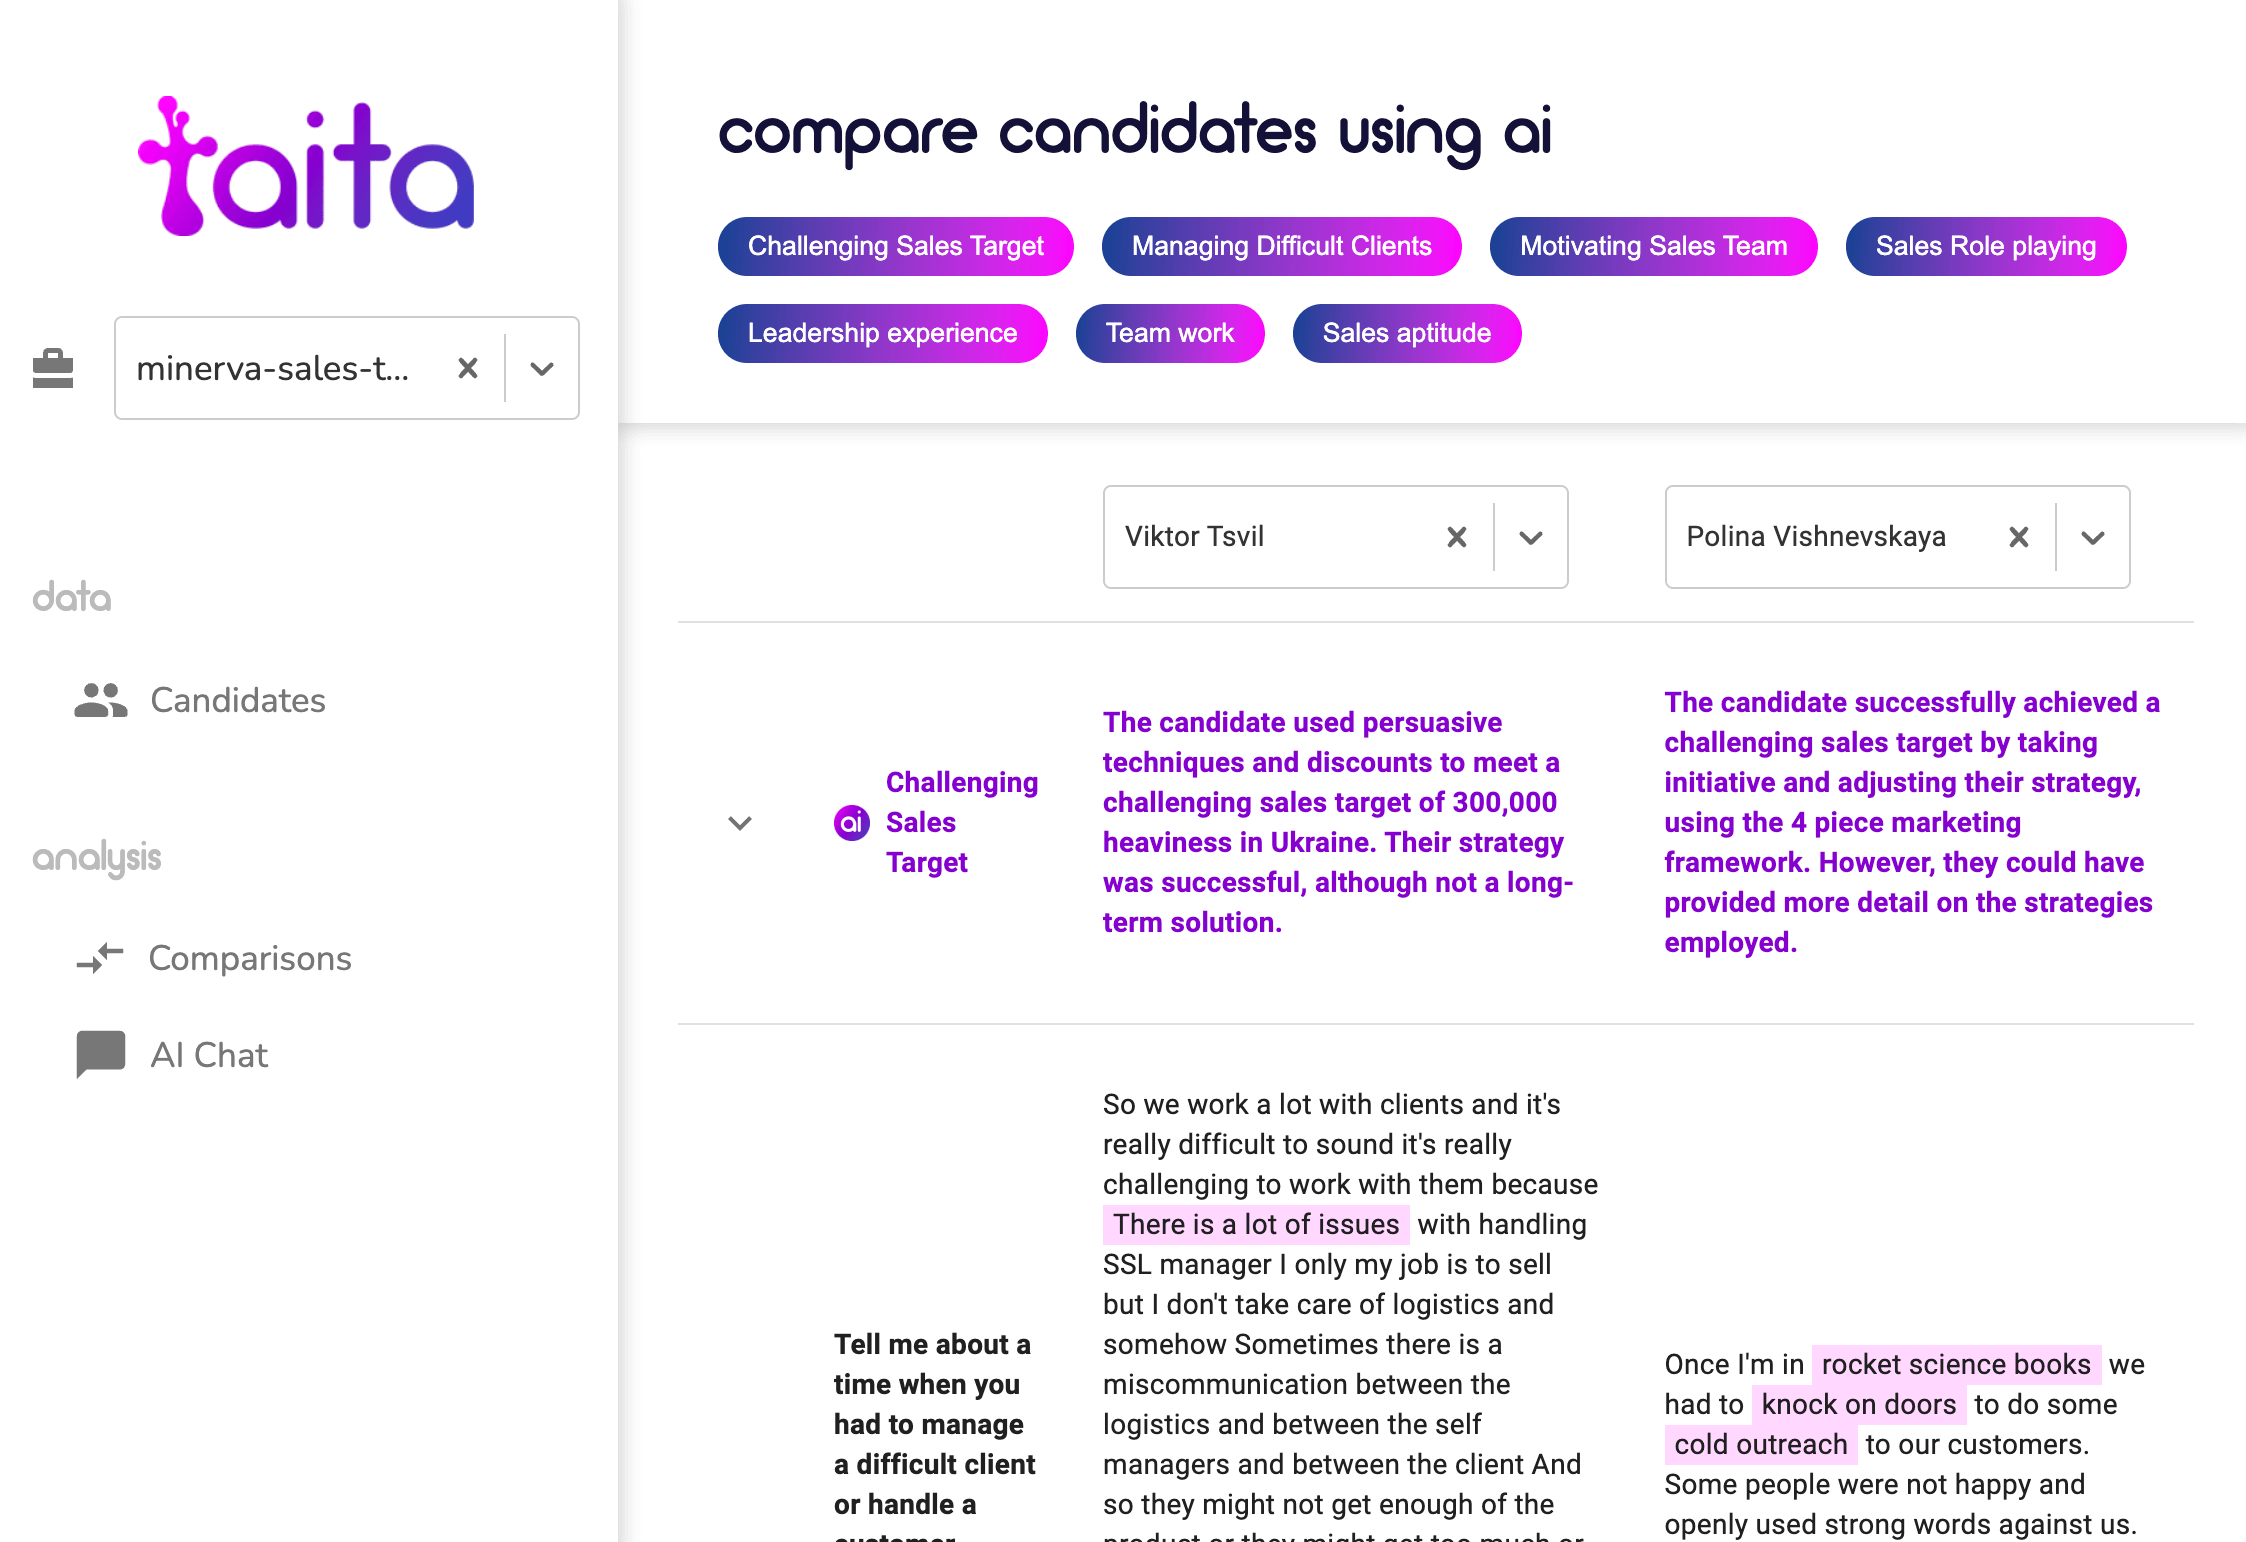 taita
minerva-sales-t...
data
Candidates
analysis
Comparisons
AI Chat
compare candidates using ai
Challenging Sales Target
Managing Difficult Clients
Motivating Sales Team
Sales Role playing
Leadership experience
Team work
Sales aptitude
Viktor Tsvil
Polina Vishnevskaya
ai
Challenging
Sales
Target
The candidate used persuasive
techniques and discounts to meet a
challenging sales target of 300,000
heaviness in Ukraine. Their strategy
was successful, although not a long-
term solution.
The candidate successfully achieved a
challenging sales target by taking
initiative and adjusting their strategy,
using the 4 piece marketing
framework. However, they could have
provided more detail on the strategies
employed.
Tell me about a
time when you
had to manage
a difficult client
or handle a
customer
So we work a lot with clients and it's
really difficult to sound it's really
challenging to work with them because
There is a lot of issues with handling
SSL manager I only my job is to sell
but I don't take care of logistics and
somehow Sometimes there is a
miscommunication between the
logistics and between the self
managers and between the client And
so they might not get enough of the
product or they might get too much or
Once I'm in rocket science books we
had to knock on doors to do some
cold outreach to our customers.
Some people were not happy and
openly used strong words against us.